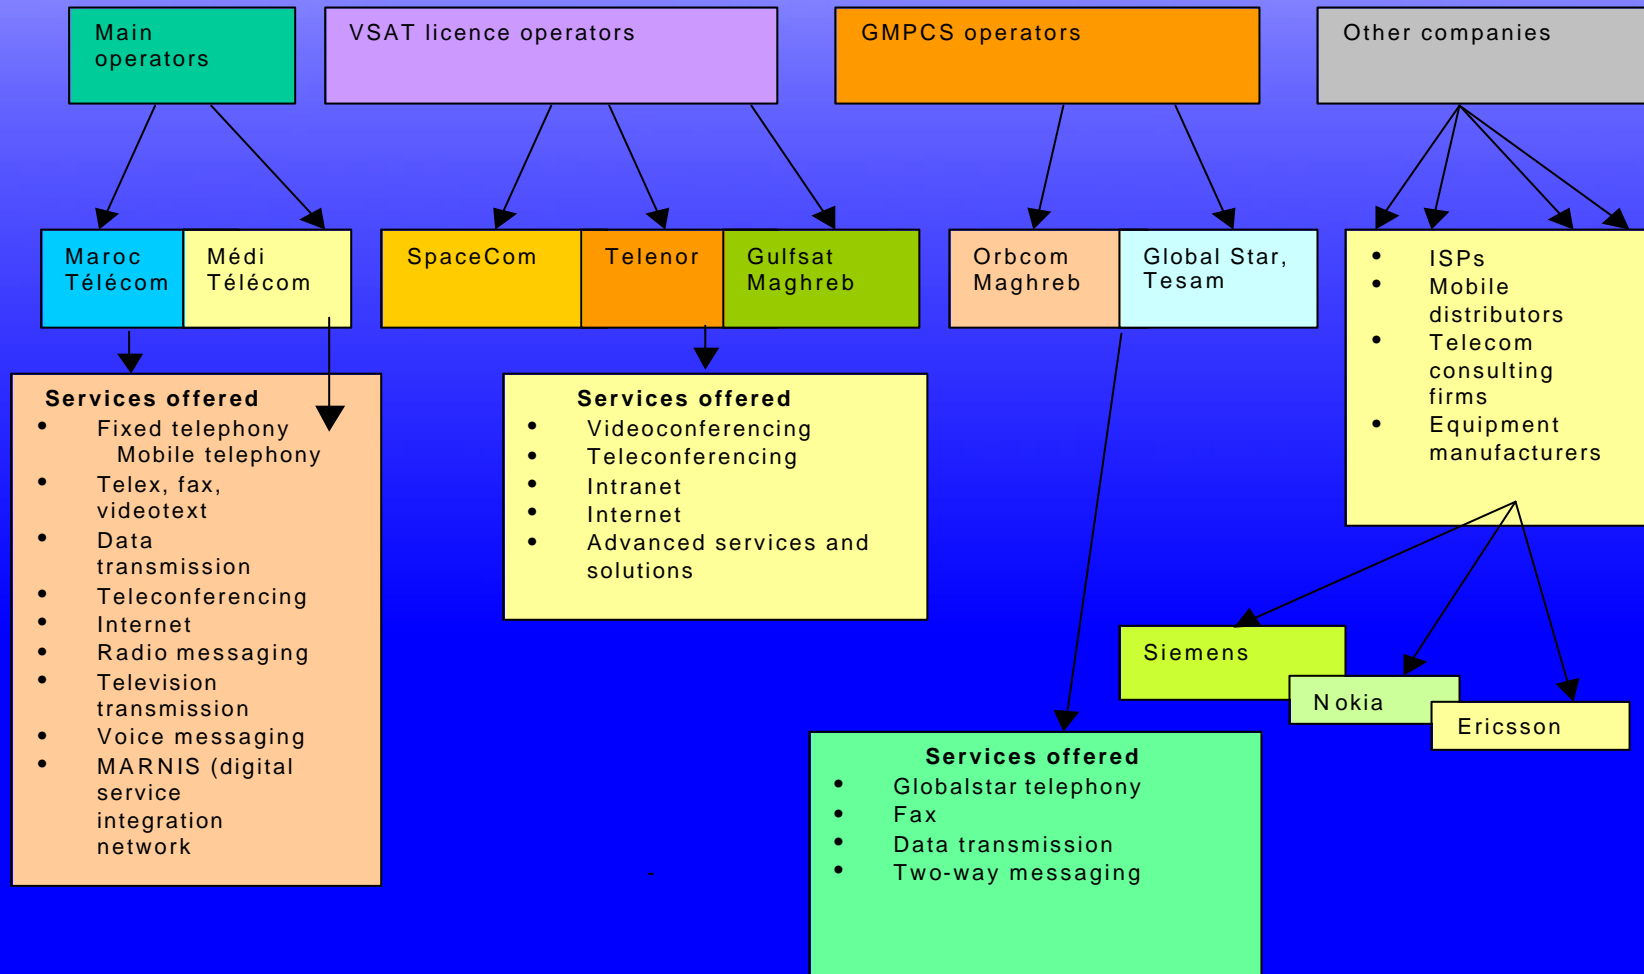 Main
operators
VSAT licence operators
GMPCS operators
Other companies
Maroc
Télécom
Médi
Télécom
SpaceCom
Telenor
Gulfsat
Maghreb
Orbcom
Maghreb
Global Star,
Tesam
• ISPs
• Mobile
distributors
• Telecom
consulting
firms
• Equipment
manufacturers
Services offered
• Fixed telephony
Mobile telephony
• Telex, fax,
videotext
• Data
transmission
• Teleconferencing
• Internet
• Radio messaging
• Television
transmission
• Voice messaging
• MARNIS (digital
service
integration
network
Services offered
• Videoconferencing
• Teleconferencing
• Intranet
• Internet
• Advanced services and
solutions
Siemens
Nokia
Ericsson
Services offered
• Globalstar telephony
• Fax
• Data transmission
• Two-way messaging
-